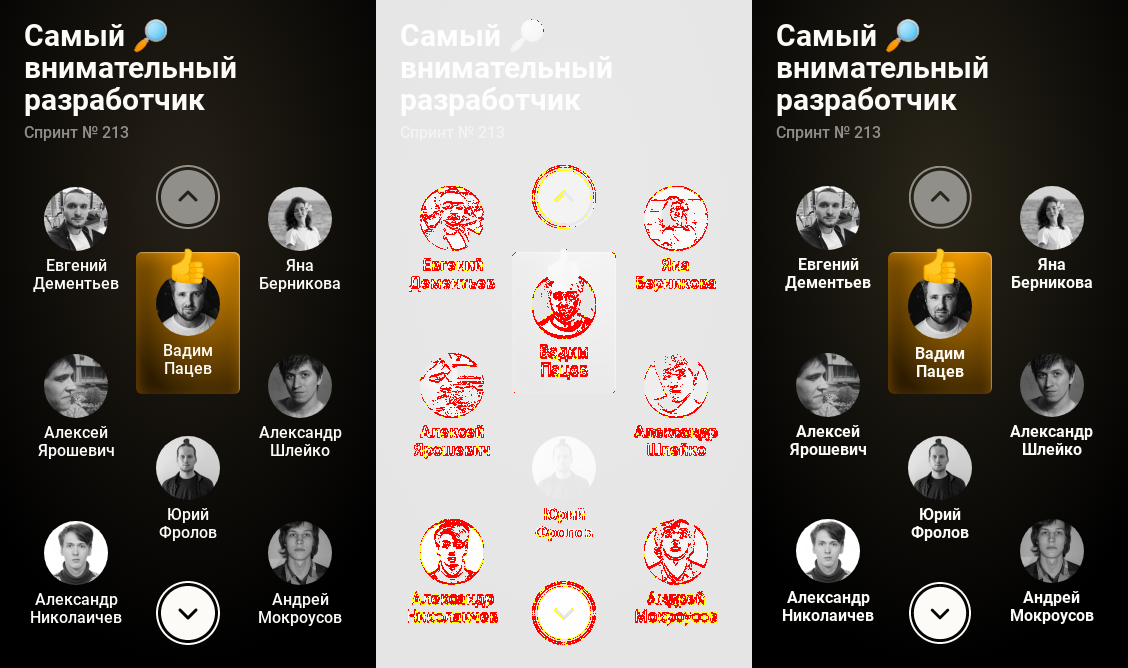 Самый
внимательный
разработчик
Спринт № 213
Евгений
Дементьев
Яна
Берникова
Вадим
Пацев
Алексей
Ярошевич
Александр
Шлейко
Юрий
Фролов
Александр
Николаичев
Андрей
Мокроусов
Самый
внимательный
разработчик
Спринт № 213
Евгений
Дементьев
Яна
Берникова
Вадим
Пацев
Алексей
Ярошевич
Александр
Шлейко
Юрий
Фролов
Александр
Николаичев
Андрей
Мокроусов
Самый
внимательный
разработчик
Спринт № 213
Евгений
Дементьев
Яна
Берникова
Вадим
Пацев
Алексей
Ярошевич
Александр
Шлейко
Юрий
Фролов
Александр
Николаичев
Андрей
Мокроусов